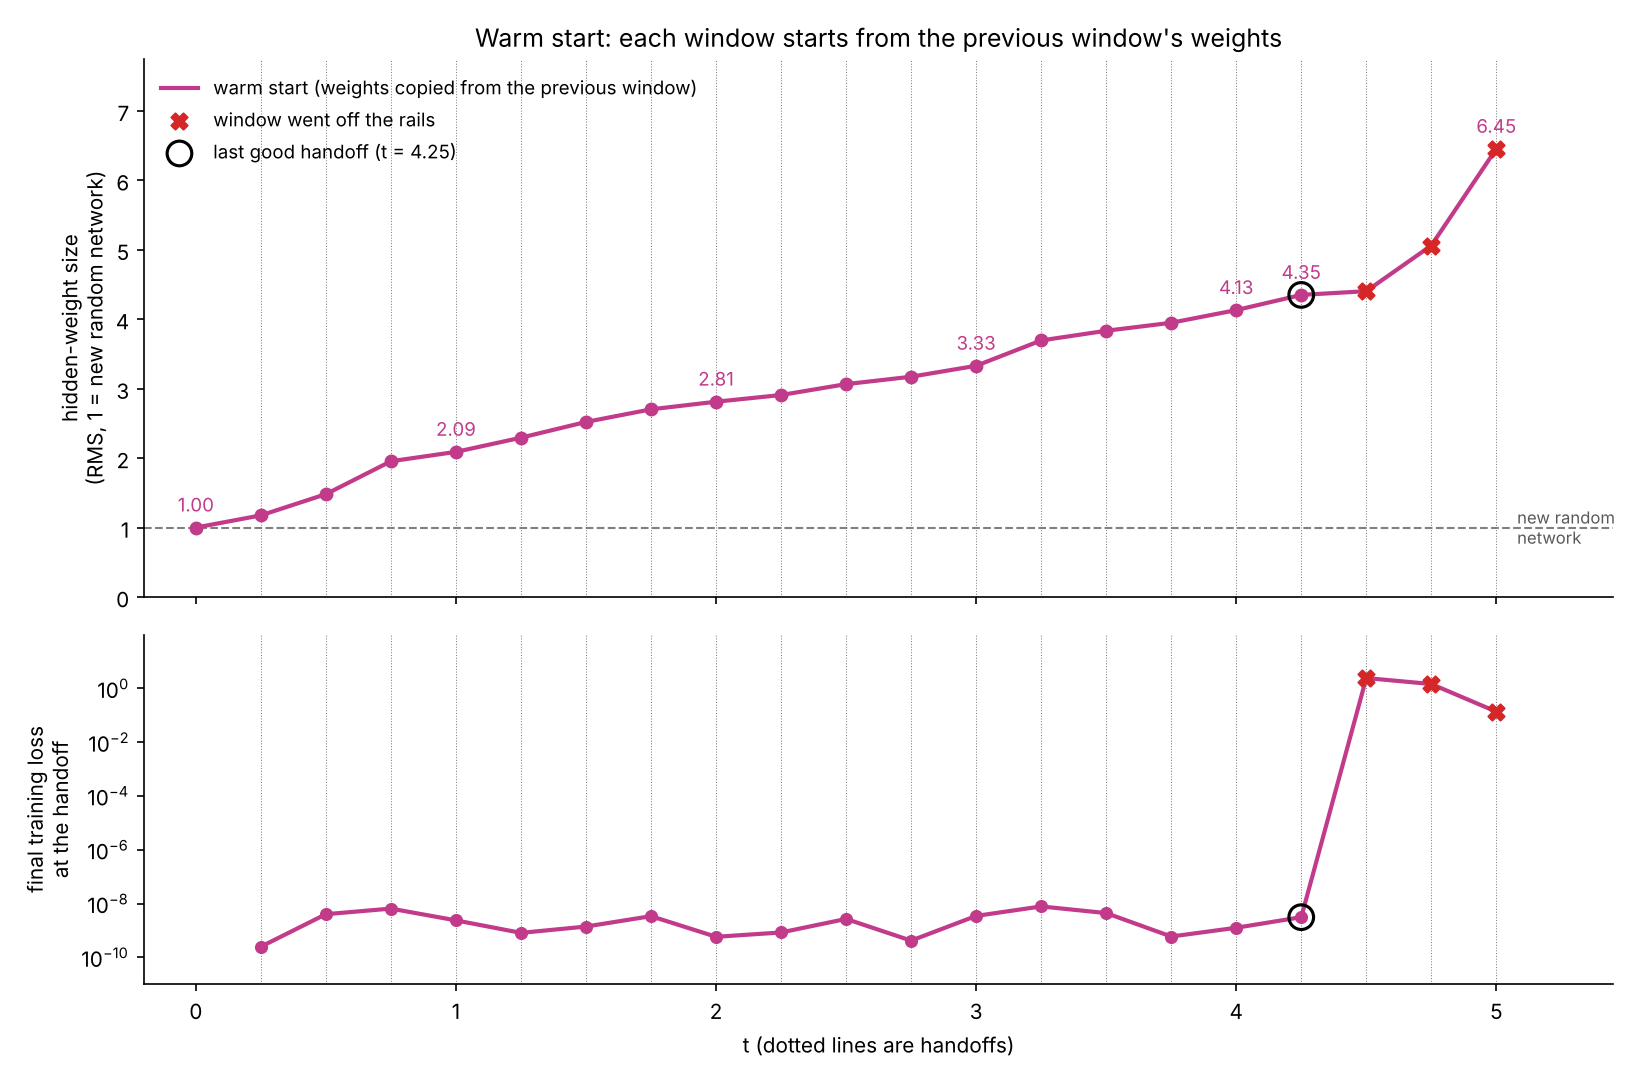 Warm start: each window starts from the previous window's weights
warm start (weights copied from the previous window)
window went off the rails
last good handoff (t = 4.25)
hidden-weight size
(RMS, 1 = new random network)
7
6
5
4
3
2
1
0
1.00
2.09
2.81
3.33
4.13
4.35
6.45
new random
network
final training loss
at the handoff
10⁰
10⁻²
10⁻⁴
10⁻⁶
10⁻⁸
10⁻¹⁰
0 1 2 3 4 5
t (dotted lines are handoffs)